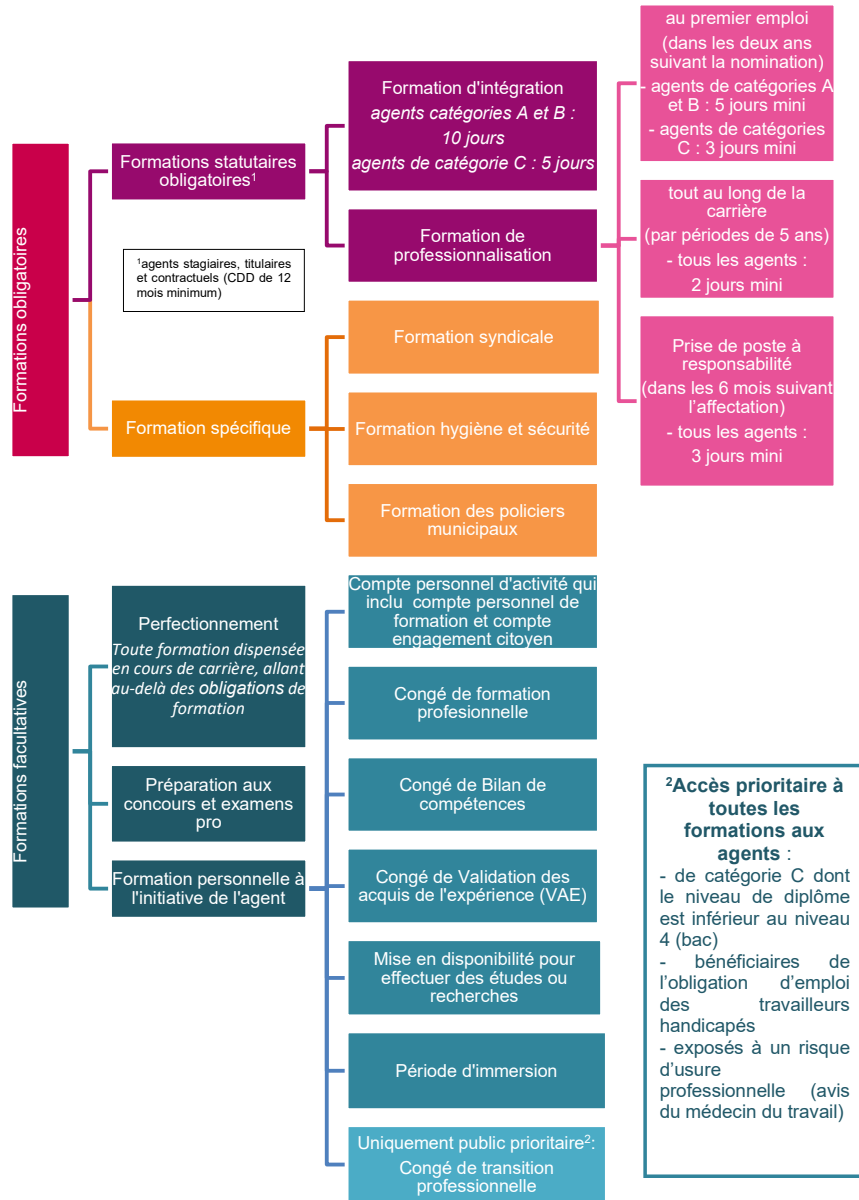 Formations obligatoires
Formations statutaires
obligatoires1
1agents stagiaires, titulaires
et contractuels (CDD de 12
mois minimum)
Formation spécifique
Formation d'intégration
agents catégories A et B :
10 jours
agents de catégorie C : 5 jours
Formation de
professionnalisation
au premier emploi
(dans les deux ans
suivant la nomination)
- agents de catégories A
et B : 5 jours mini
- agents de catégories
C : 3 jours mini
tout au long de la
carrière
(par périodes de 5 ans)
- tous les agents :
2 jours mini
Prise de poste à
responsabilité
(dans les 6 mois suivant
l'affectation)
- tous les agents :
3 jours mini
Formation syndicale
Formation hygiène et sécurité
Formation des policiers
municipaux
Formations facultatives
Perfectionnement
Toute formation dispensée
en cours de carrière, allant
au-delà des obligations de
formation
Préparation aux
concours et examens
pro
Formation personnelle à
l'initiative de l'agent
Compte personnel d'activité qui
inclu compte personnel de
formation et compte
engagement citoyen
Congé de formation
profesionnelle
Congé de Bilan de
compétences
Congé de Validation des
acquis de l'expérience (VAE)
Mise en disponibilité pour
effectuer des études ou
recherches
Période d'immersion
Uniquement public prioritaire2:
Congé de transition
professionnelle
2Accès prioritaire à
toutes les
formations aux
agents :
- de catégorie C dont
le niveau de diplôme
est inférieur au niveau
4 (bac)
- bénéficiaires de
l'obligation d'emploi
des travailleurs
handicapés
- exposés à un risque
d'usure
professionnelle (avis
du médecin du travail)